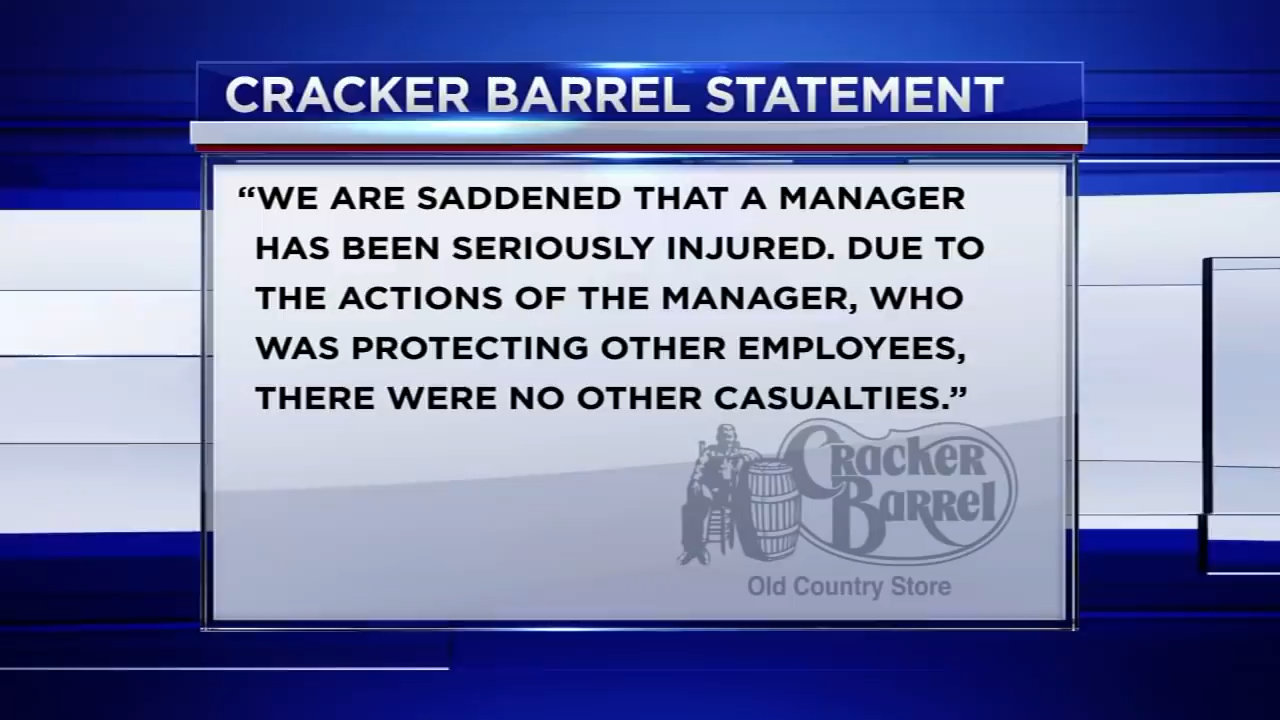 CRACKER BARREL STATEMENT
“WE ARE SADDENED THAT A MANAGER
HAS BEEN SERIOUSLY INJURED. DUE TO
THE ACTIONS OF THE MANAGER, WHO
WAS PROTECTING OTHER EMPLOYEES,
THERE WERE NO OTHER CASUALTIES.”
Cracker
Barrel
Old Country Store